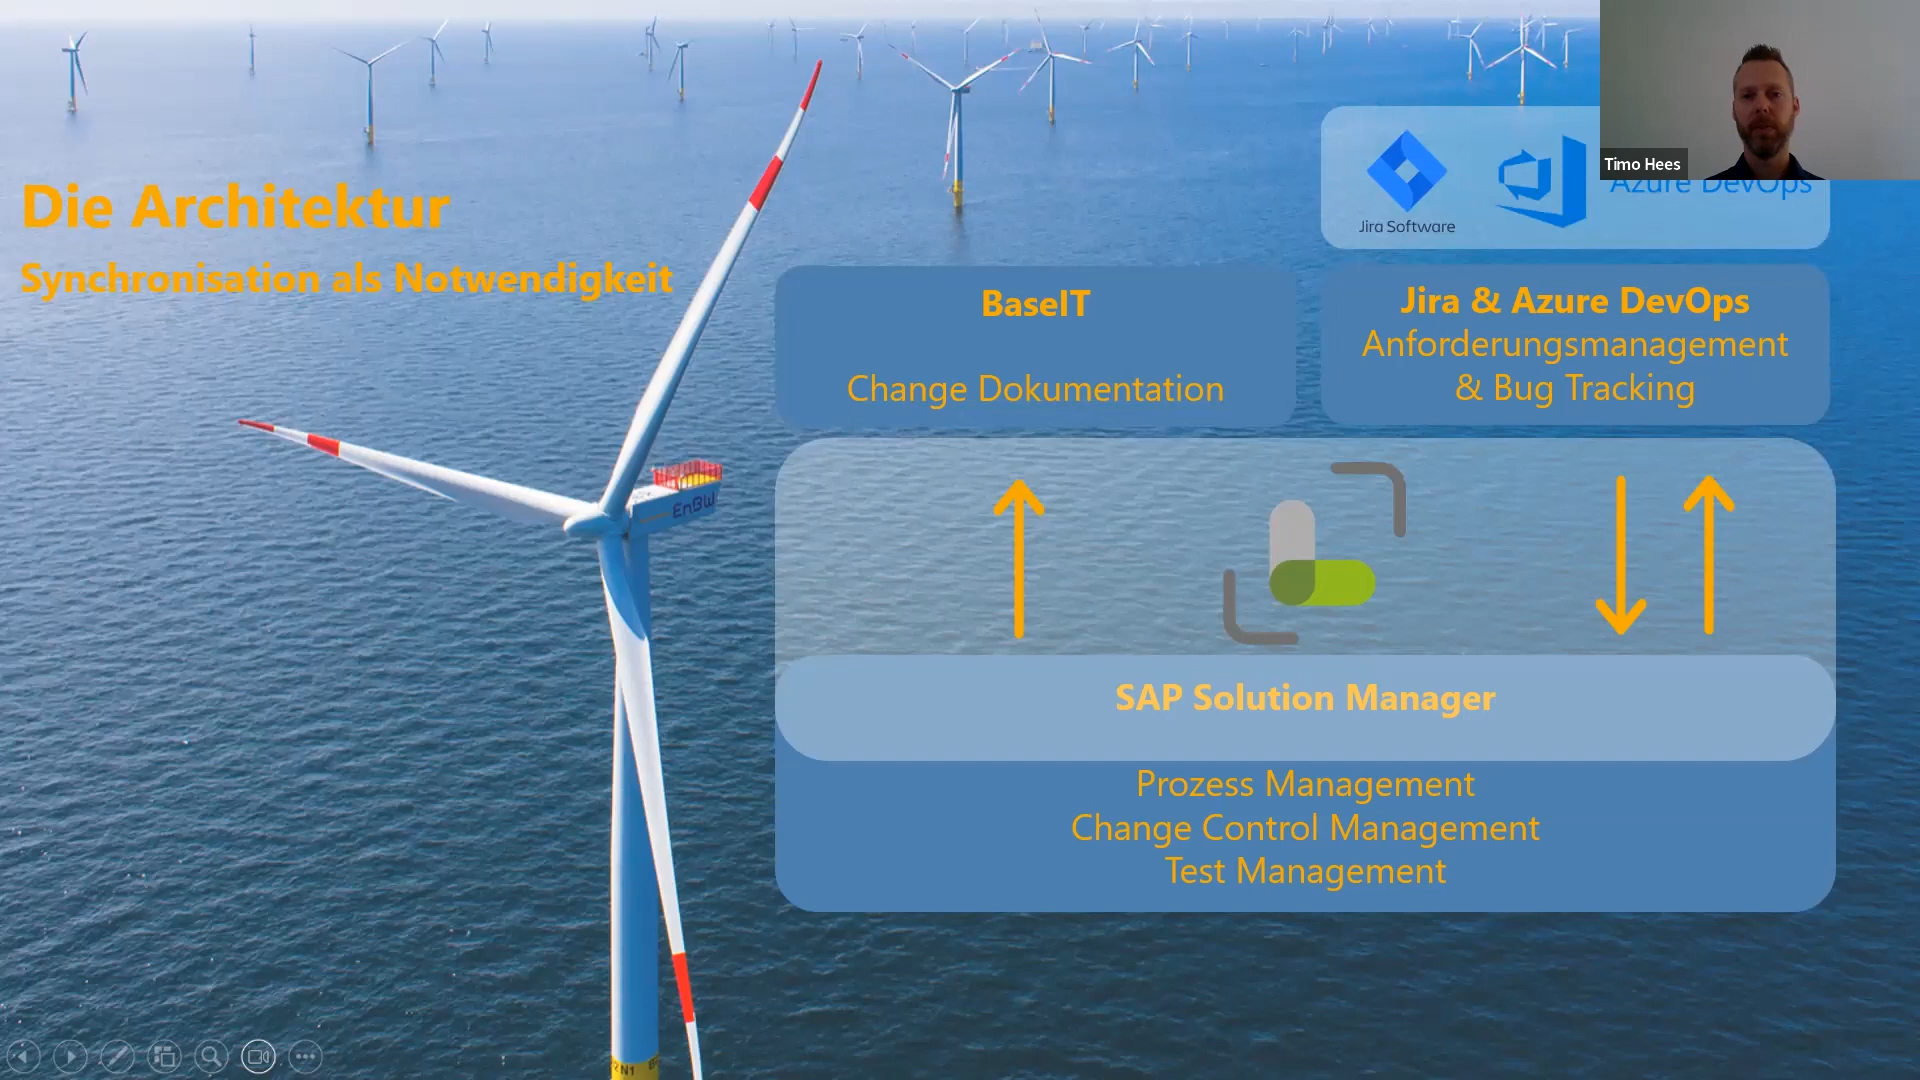 Die Architektur
Synchronisation als Notwendigkeit
Timo Hees
Azure DevOps
Jira Software
BaseIT
Change Dokumentation
Jira & Azure DevOps
Anforderungsmanagement
& Bug Tracking
EnBW
SAP Solution Manager
Prozess Management
Change Control Management
Test Management